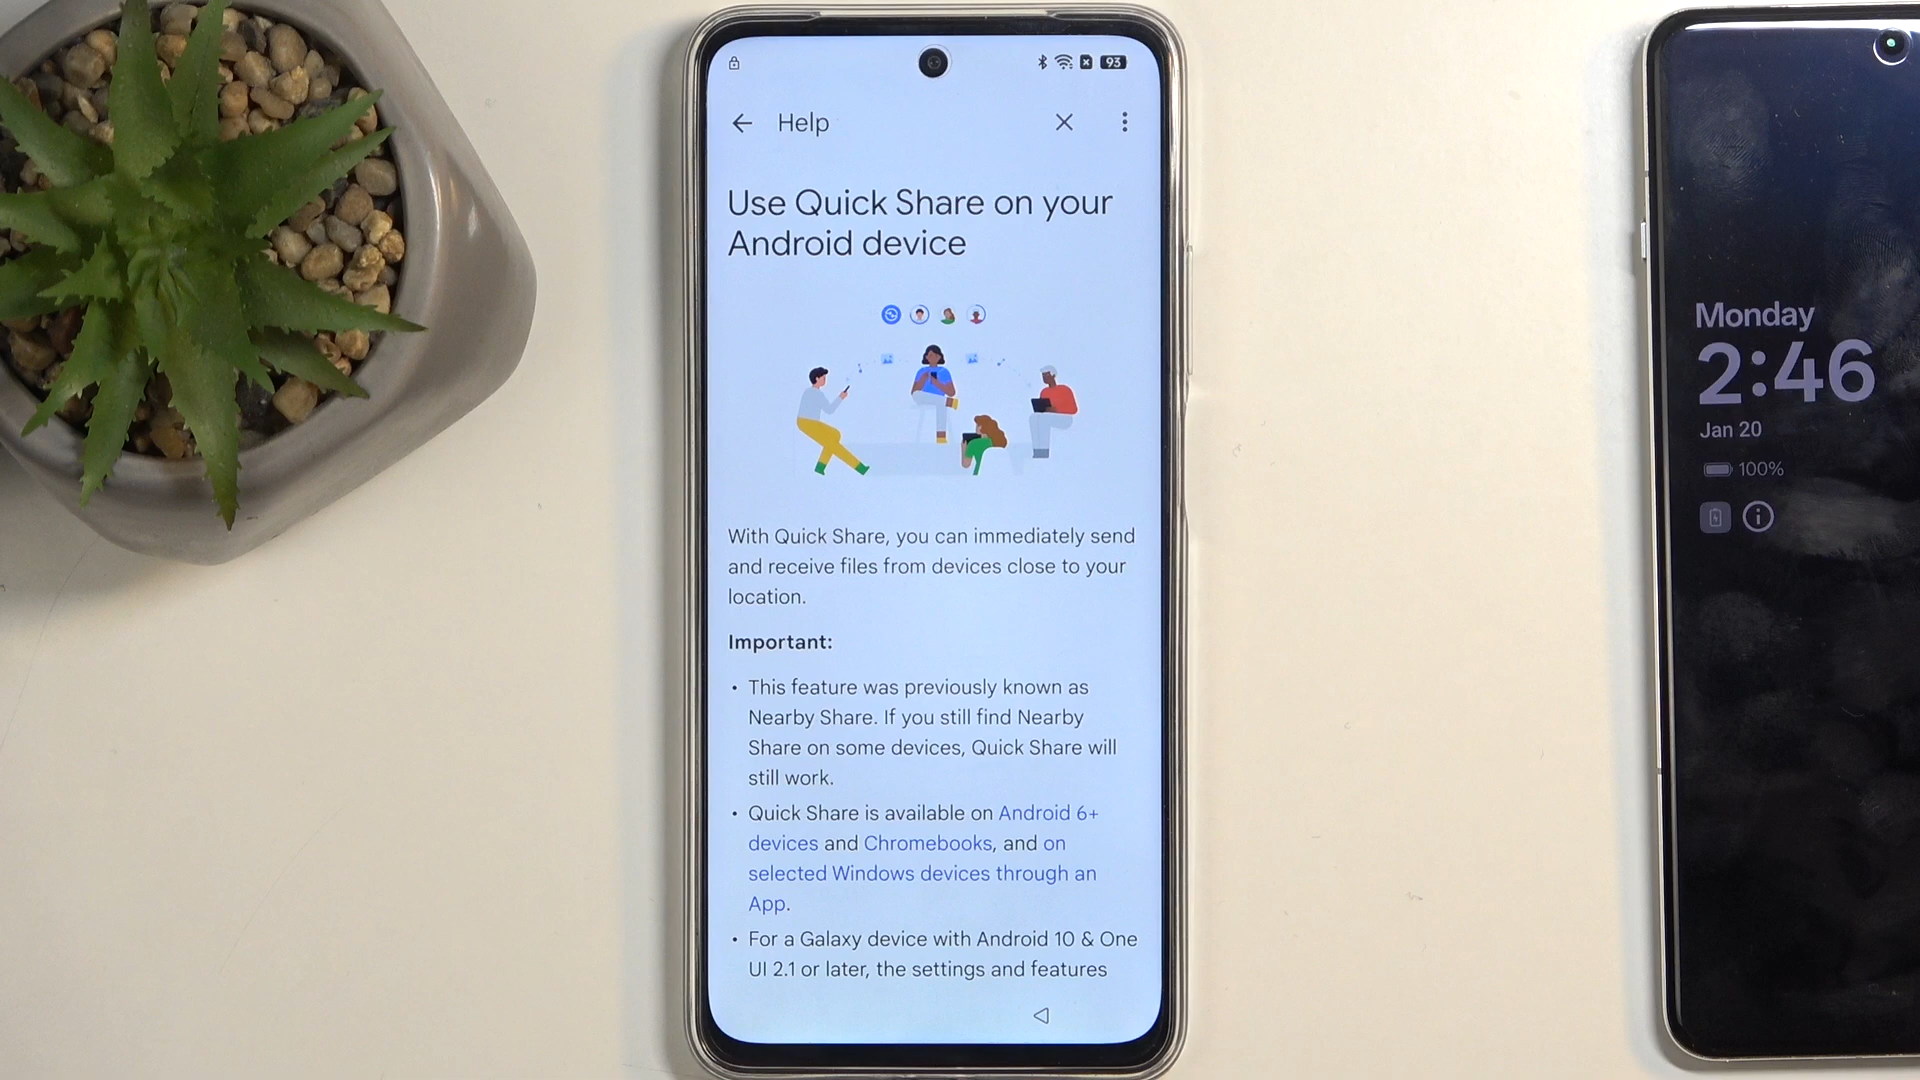 93
Help
Use Quick Share on your
Android device
With Quick Share, you can immediately send
and receive files from devices close to your
location.
Important:
• This feature was previously known as
Nearby Share. If you still find Nearby
Share on some devices, Quick Share will
still work.
• Quick Share is available on Android 6+
devices and Chromebooks, and on
selected Windows devices through an
App.
• For a Galaxy device with Android 10 & One
UI 2.1 or later, the settings and features
Monday
2:46
Jan 20
100%